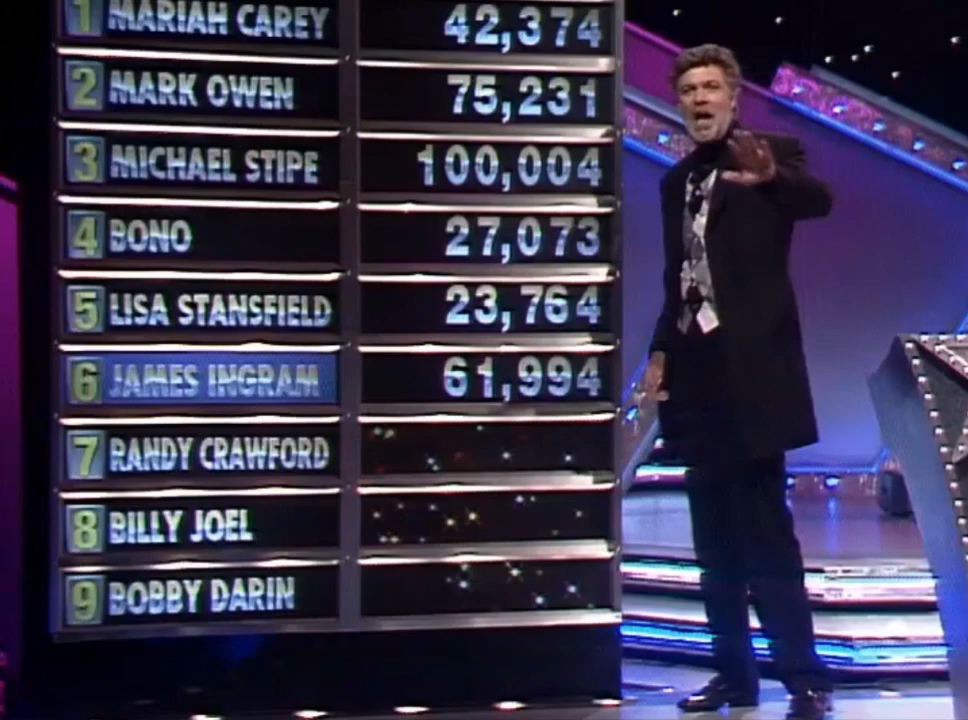 1 MARIAH CAREY 42,374
2 MARK OWEN 75,231
3 MICHAEL STIPE 100,004
4 BONO 27,073
5 LISA STANSFIELD 23,764
6 JAMES INGRAM 61,994
7 RANDY CRAWFORD
8 BILLY JOEL
9 BOBBY DARIN